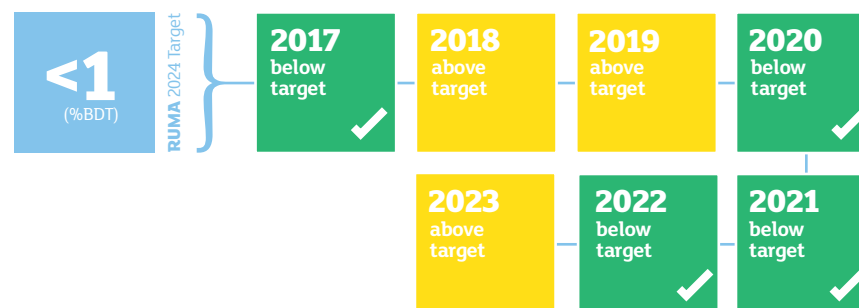 <1
(%BDT)
RUMA 2024 Target
2017
below
target
2018
above
target
2019
above
target
2020
below
target
2021
below
target
2022
below
target
2023
above
target